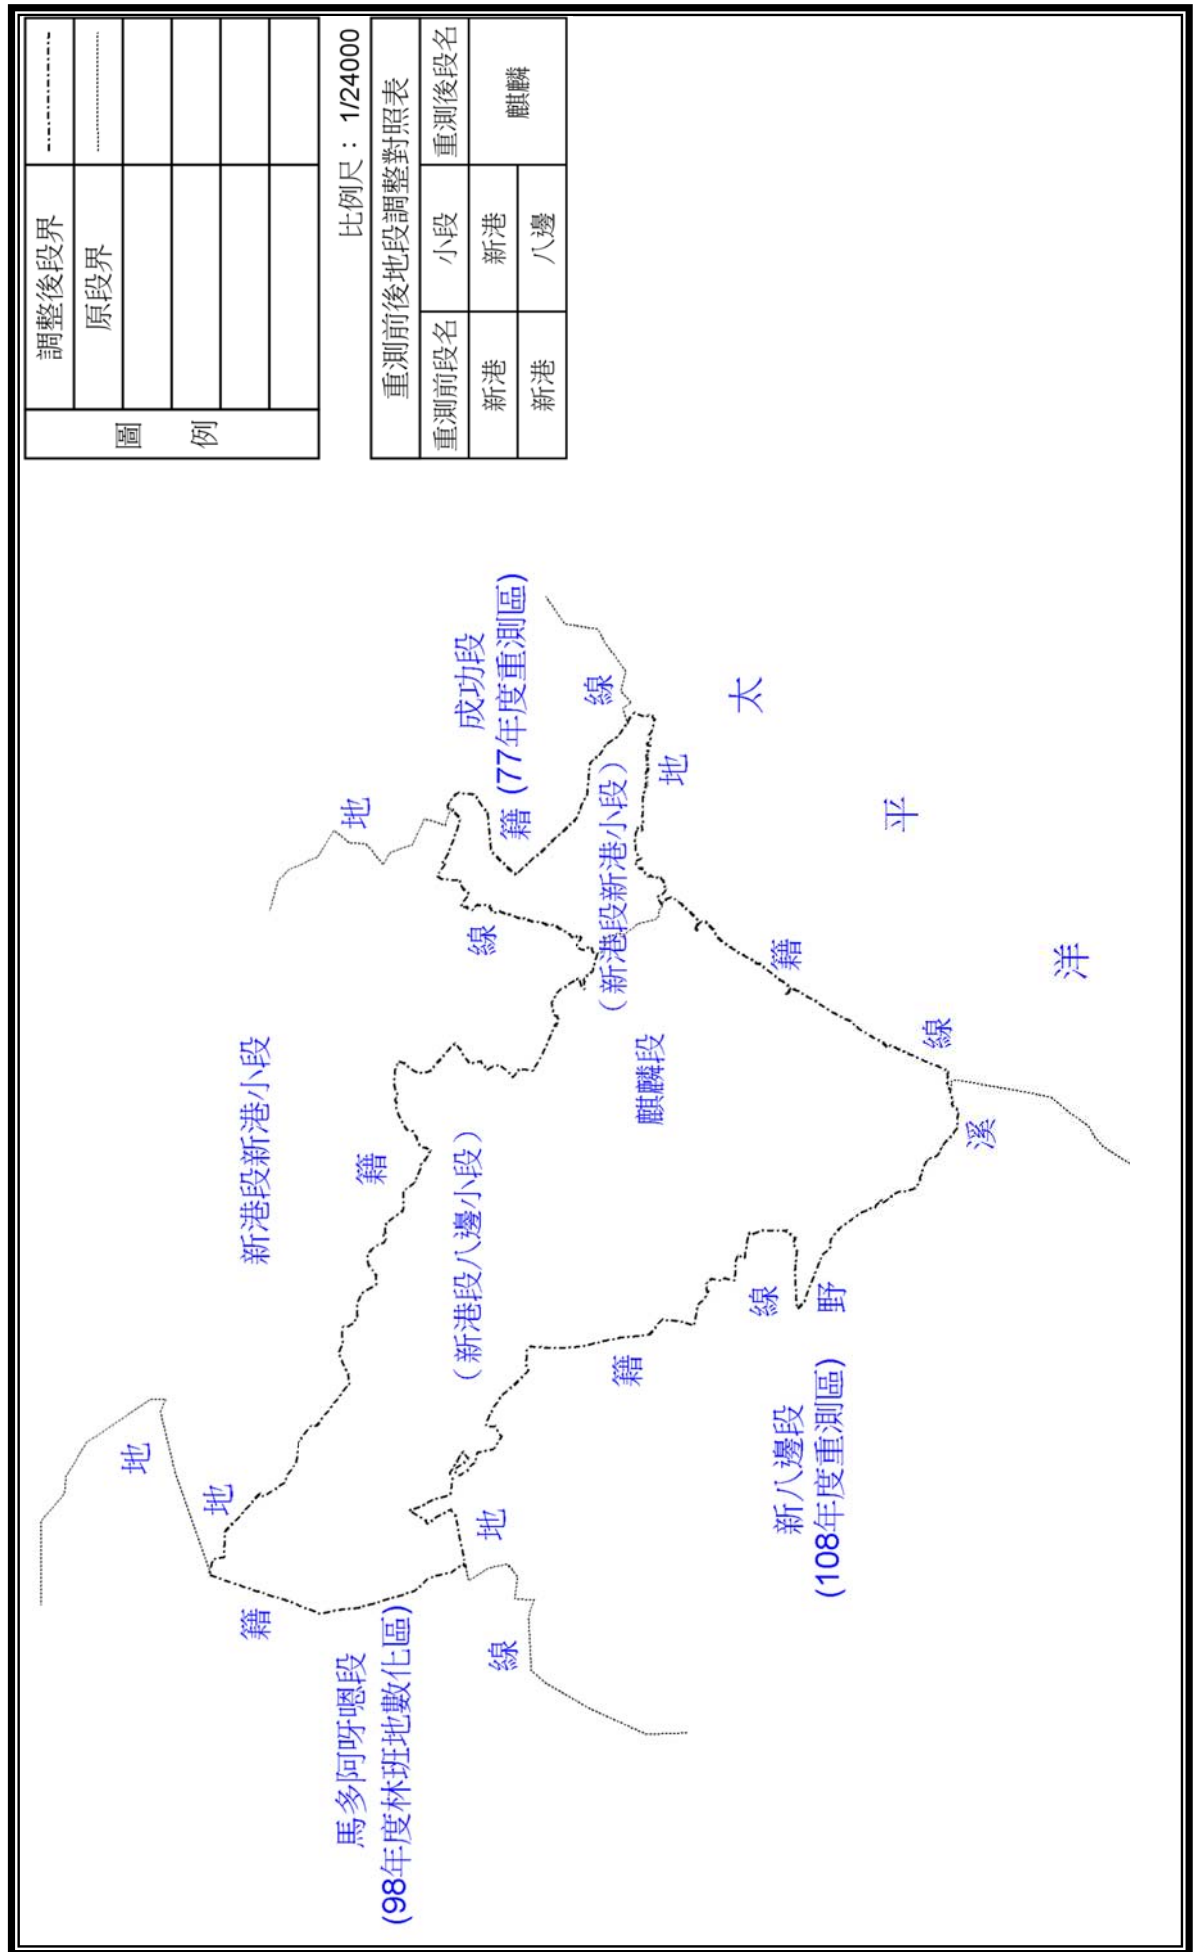 圖例
調整後段界
原段界
比例尺：1/24000
重測前後地段調整對照表
重測前段名 小段 重測後段名
新港 新港 麒麟
新港 八邊
地
地
籍
線
新港段新港小段
籍
線
地
馬多阿呀嗯段
(98年度林班地數化區)
成功段
(77年度重測區)
籍
線
地
(新港段八邊小段)
(新港段新港小段)
麒麟段
地
籍
線
籍
線
太
平
洋
新八邊段
(108年度重測區)
野
溪